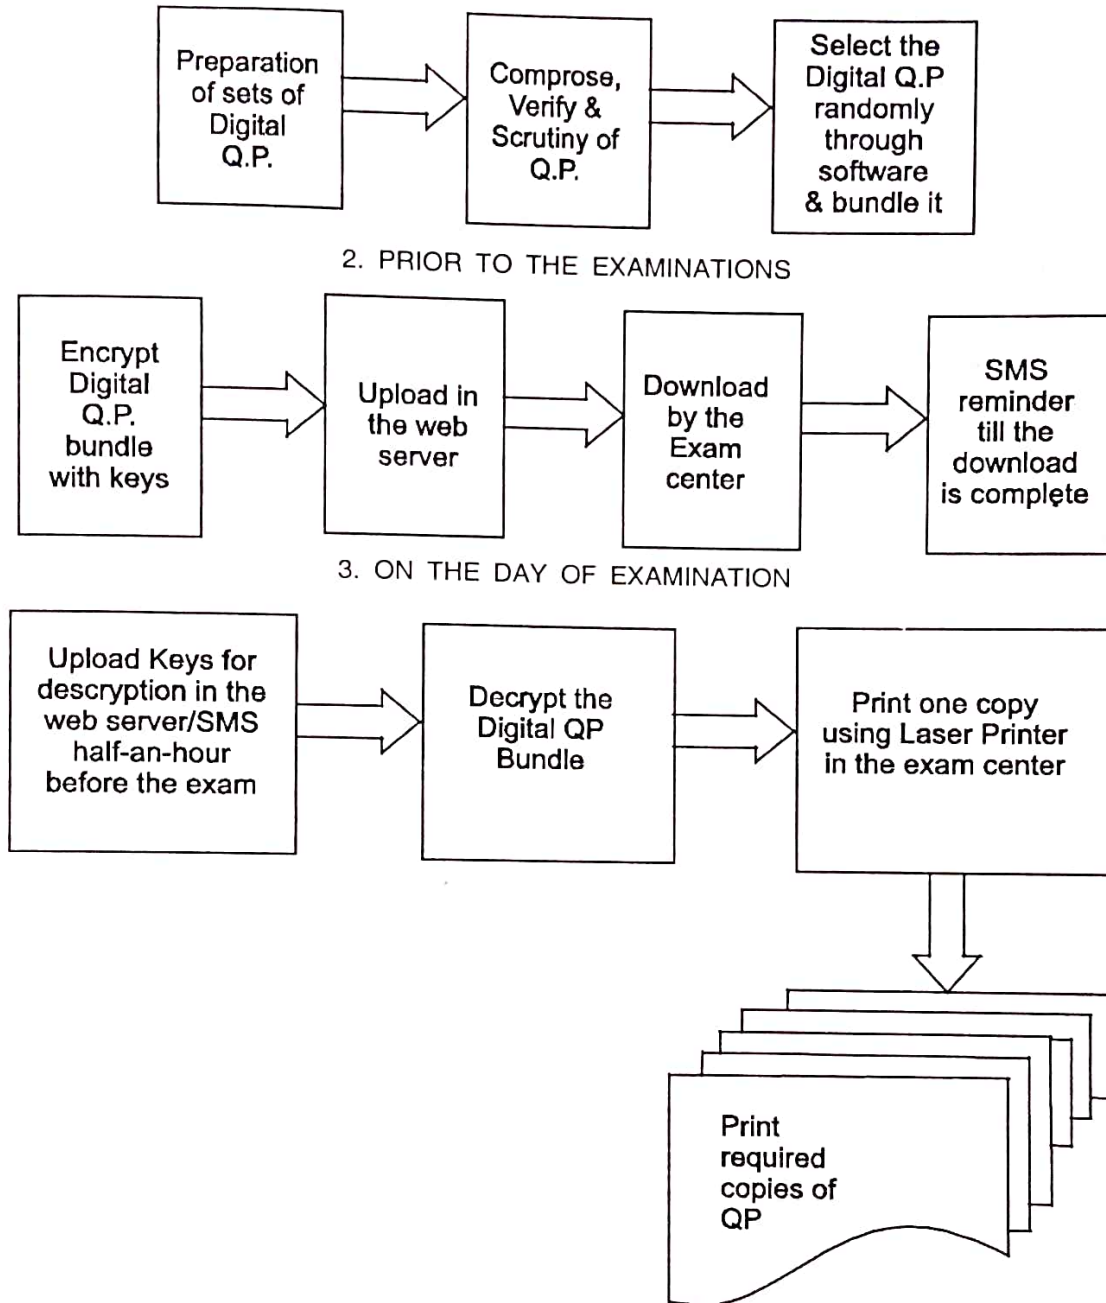 Preparation
of sets of
Digital
Q.P.
Comprose,
Verify &
Scrutiny of
Q.P.
Select the
Digital Q.P
randomly
through
software
& bundle it
2. PRIOR TO THE EXAMINATIONS
Encrypt
Digital
Q.P.
bundle
with keys
Upload in
the web
server
Download
by the
Exam
center
SMS
reminder
till the
download
is complete
3. ON THE DAY OF EXAMINATION
Upload Keys for
descryption in the
web server/SMS
half-an-hour
before the exam
Decrypt the
Digital QP
Bundle
Print one copy
using Laser Printer
in the exam center
Print
required
copies of
QP